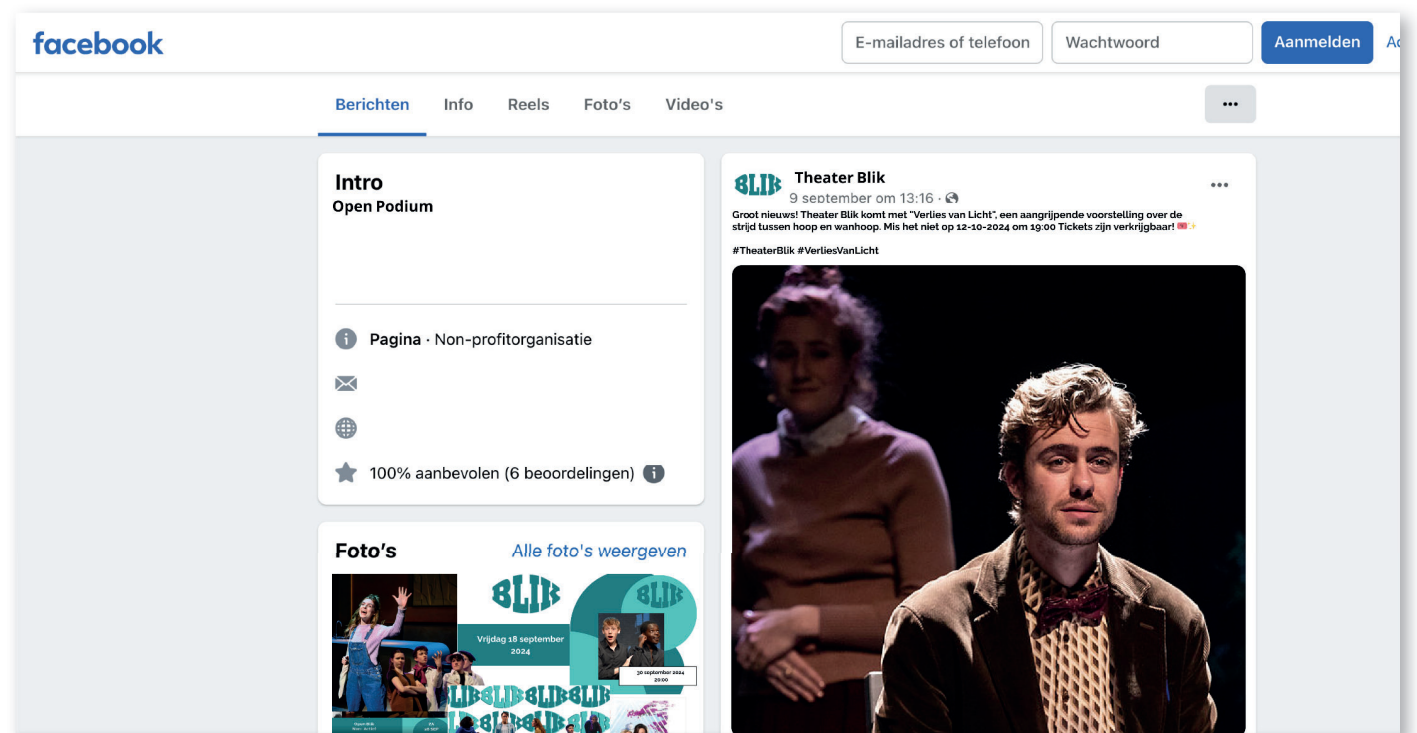 facebook
E-mailadres of telefoon
Wachtwoord
Aanmelden
Berichten
Info
Reels
Foto's
Video's
Intro
Open Podium
Pagina · Non-profitorganisatie
100% aanbevolen (6 beoordelingen)
Foto's
Alle foto's weergeven
BLIK
Vrijdag 18 september
2024
BLIK
30 september 2024
20:00
BLIK BLIK BLIK BLIK
BLIK
Theater Blik
9 september om 13:16 ·
Groot nieuws! Theater Blik komt met "Verlies van Licht", een aangrijpende voorstelling over de
strijd tussen hoop en wanhoop. Mis het niet op 12-10-2024 om 19:00 Tickets zijn verkrijgbaar! 🎟️✨
#TheaterBlik #VerliesVanLicht